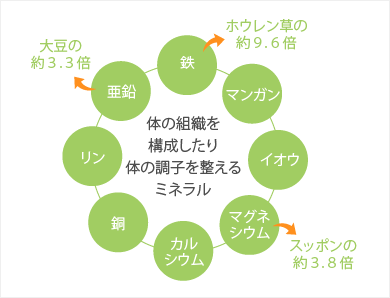 ホウレン草の
約9.6倍
大豆の
約3.3倍
鉄
亜鉛
マンガン
体の組織を
構成したり
体の調子を整える
ミネラル
リン
イオウ
銅
マグネ
シウム
カル
シウム
スッポンの
約3.8倍